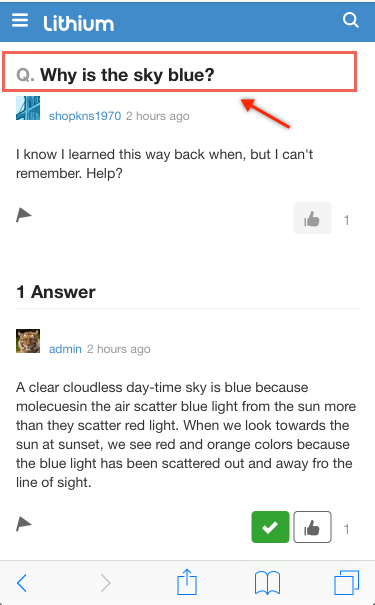 Lithium
Q. Why is the sky blue?
shopkns1970 2 hours ago
I know I learned this way back when, but I can't
remember. Help?
1
1 Answer
admin 2 hours ago
A clear cloudless day-time sky is blue because
molecuesin the air scatter blue light from the sun more
than they scatter red light. When we look towards the
sun at sunset, we see red and orange colors because
the blue light has been scattered out and away fro the
line of sight.
1